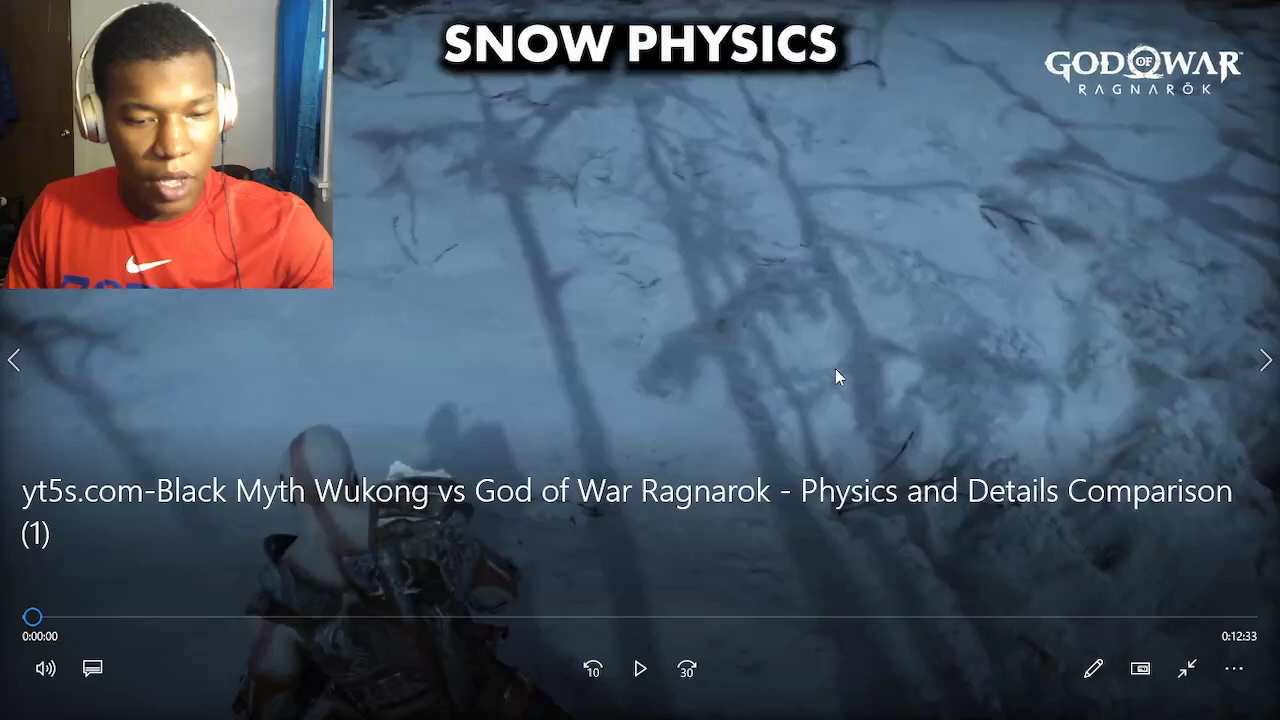 SNOW PHYSICS
GOD OF WAR
RAGNARÖK
yt5s.com-Black Myth Wukong vs God of War Ragnarok - Physics and Details Comparison
(1)
0:00:00
0:12:33
10
30